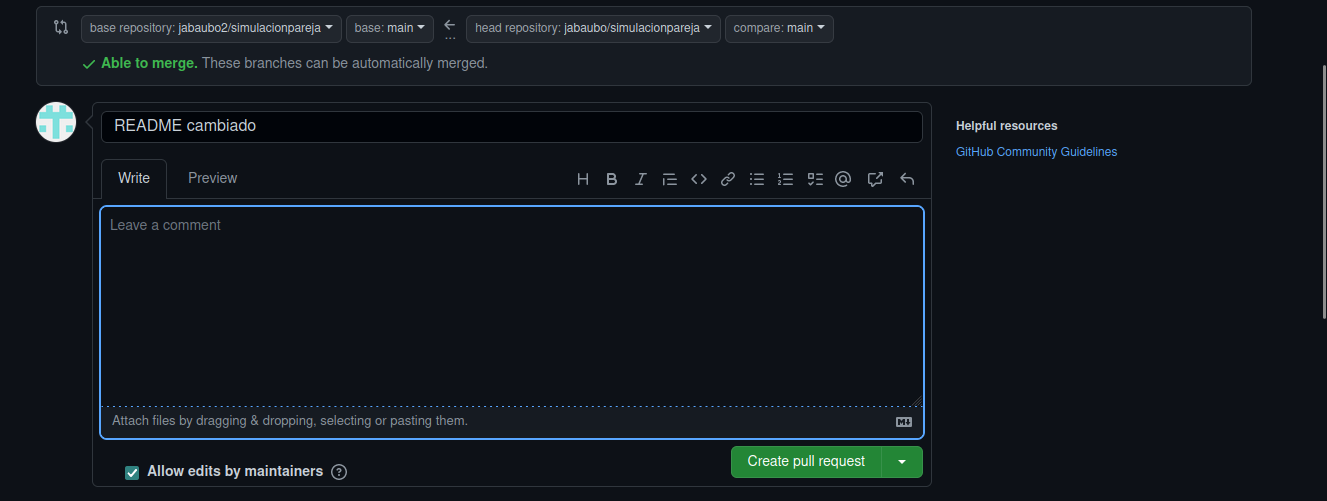 base repository: jabaubo2/simulacionpareja base: main ... head repository: jabaubo/simulacionpareja compare: main
Able to merge. These branches can be automatically merged.
README cambiado
Helpful resources
GitHub Community Guidelines
Write Preview
Leave a comment
Attach files by dragging & dropping, selecting or pasting them.
Allow edits by maintainers
Create pull request